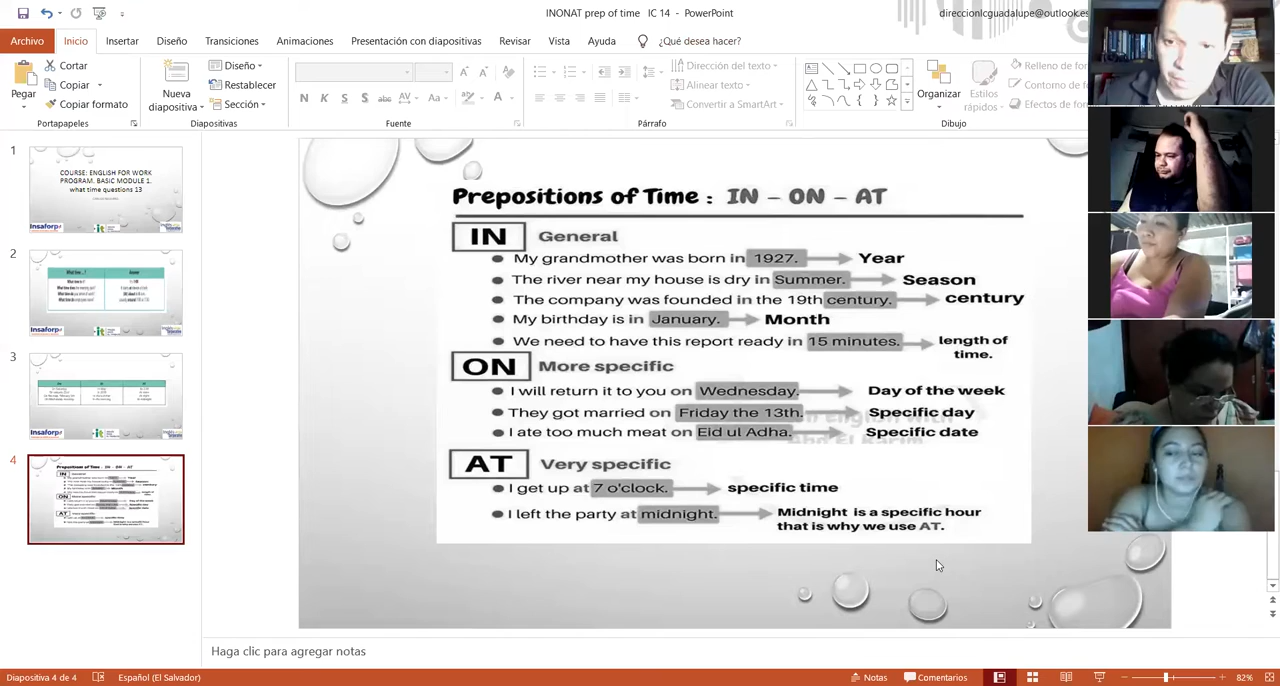 INONAT prep of time   IC 14  -  PowerPoint
direccionlcguadalupe@outlook.es
Archivo
Inicio
Insertar
Diseño
Transiciones
Animaciones
Presentación con diapositivas
Revisar
Vista
Ayuda
¿Qué desea hacer?
Pegar
Cortar
Copiar
Copiar formato
Portapapeles
Nueva
diapositiva
Diseño
Restablecer
Sección
Diapositivas
N K S S abc AV Aa A
Fuente
Dirección del texto
Alinear texto
Convertir a SmartArt
Párrafo
Organizar
Estilos
rápidos
Relleno de
Contorno de
Efectos de
Dibujo
1
COURSE: ENGLISH FOR WORK
PROGRAM. BASIC MODULE 1.
what time questions 13
Insaforp
2
Insaforp
3
Insaforp
4
Prepositions of Time : IN – ON – AT
IN General
My grandmother was born in 1927. Year
The river near my house is dry in Summer. Season
The company was founded in the 19th century. century
My birthday is in January. Month
We need to have this report ready in 15 minutes. length of
time.
ON More specific
I will return it to you on Wednesday. Day of the week
They got married on Friday the 13th. Specific day
I ate too much meat on Eid ul Adha. Specific date
AT Very specific
I get up at 7 o'clock. specific time
I left the party at midnight. Midnight is a specific hour
that is why we use AT.
Haga clic para agregar notas
Diapositiva 4 de 4
Español (El Salvador)
Notas
Comentarios
82%